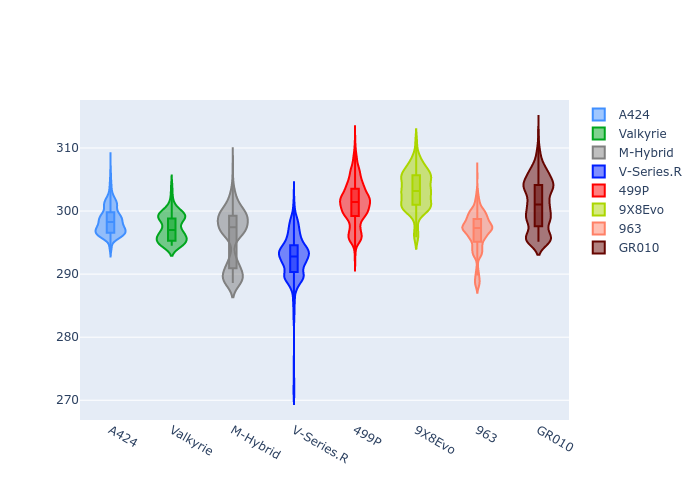 310
300
290
280
270
A424
Valkyrie
M-Hybrid
V-Series.R
499P
9X8Evo
963
GR010
A424
Valkyrie
M-Hybrid
V-Series.R
499P
9X8Evo
963
GR010